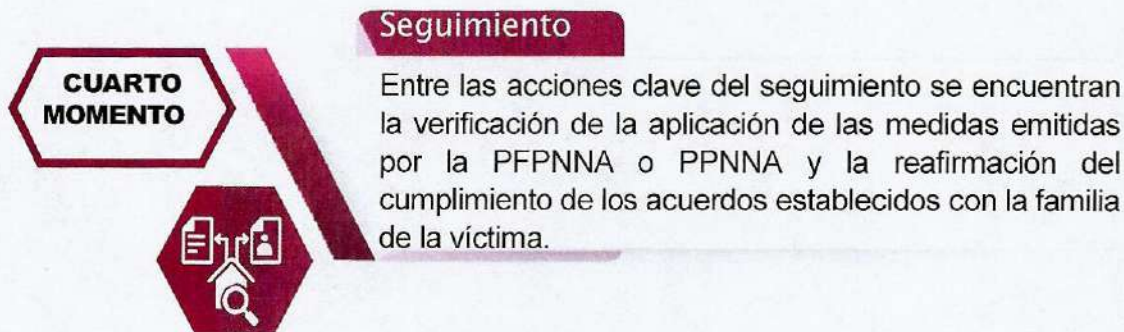 Seguimiento
CUARTO
MOMENTO
Entre las acciones clave del seguimiento se encuentran
la verificación de la aplicación de las medidas emitidas
por la PFPNNA o PPNNA y la reafirmación del
cumplimiento de los acuerdos establecidos con la familia
de la víctima.